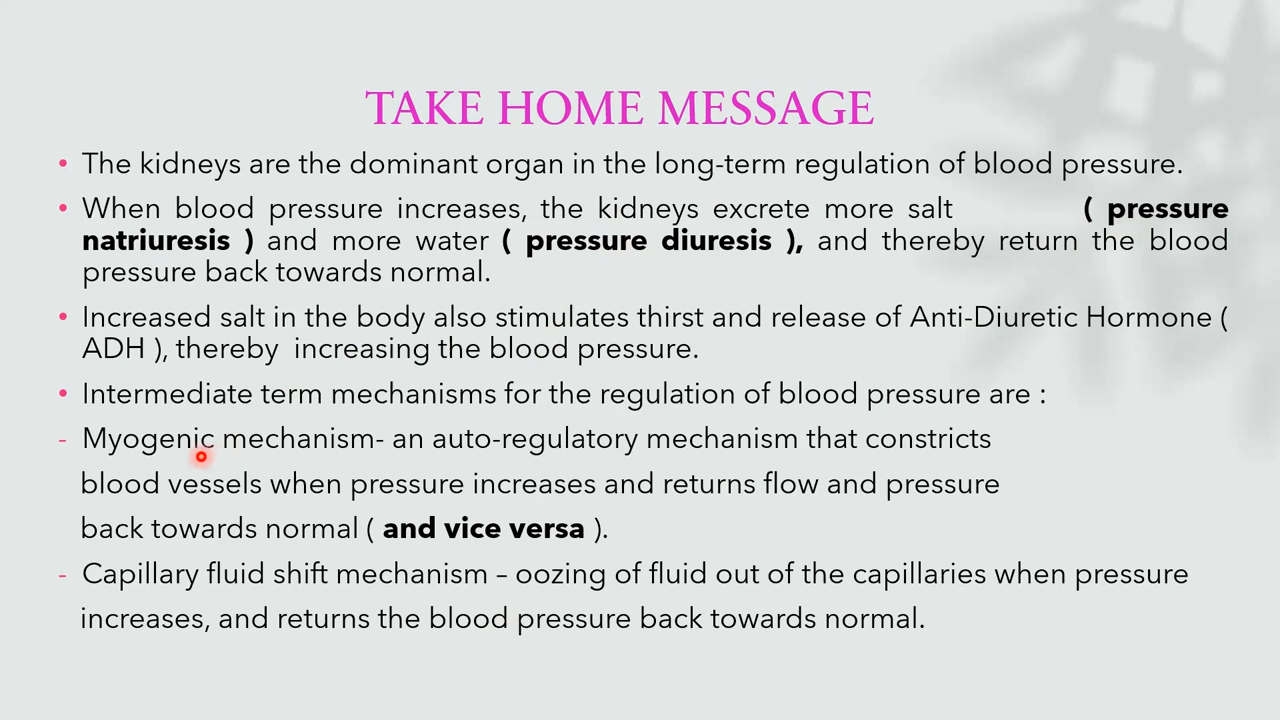 TAKE HOME MESSAGE
• The kidneys are the dominant organ in the long-term regulation of blood pressure.
• When blood pressure increases, the kidneys excrete more salt ( pressure
natriuresis ) and more water ( pressure diuresis ), and thereby return the blood
pressure back towards normal.
• Increased salt in the body also stimulates thirst and release of Anti-Diuretic Hormone (
ADH ), thereby increasing the blood pressure.
• Intermediate term mechanisms for the regulation of blood pressure are :
- Myogenic mechanism- an auto-regulatory mechanism that constricts
blood vessels when pressure increases and returns flow and pressure
back towards normal ( and vice versa ).
- Capillary fluid shift mechanism – oozing of fluid out of the capillaries when pressure
increases, and returns the blood pressure back towards normal.